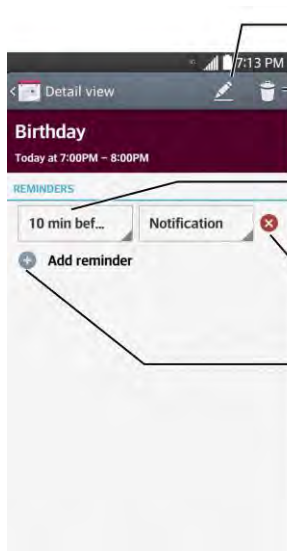 7:13 PM
Detail view
Birthday
Today at 7:00PM – 8:00PM
REMINDERS
10 min bef... Notification
Add reminder